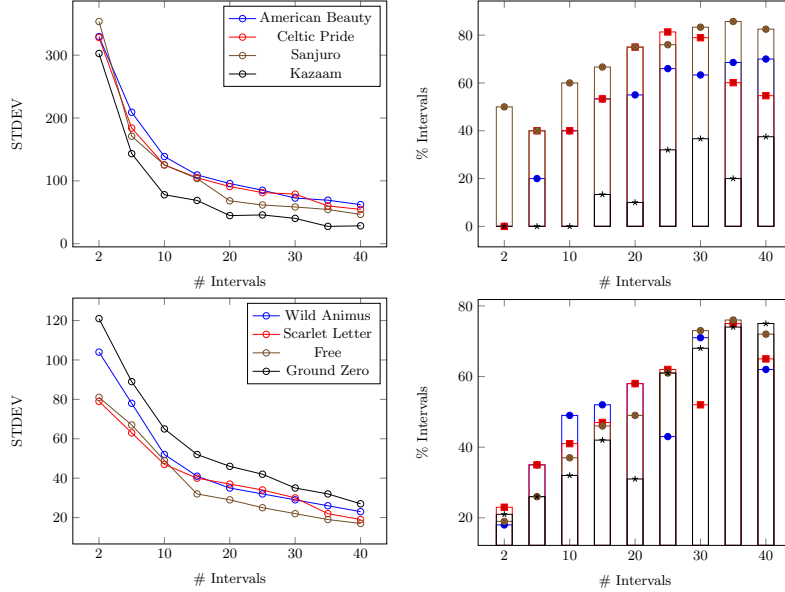 American Beauty
Celtic Pride
Sanjuro
Kazaam
300
200
100
0
STDEV
2 10 20 30 40
# Intervals
80
60
40
20
0
% Intervals
2 10 20 30 40
# Intervals
Wild Animus
Scarlet Letter
Free
Ground Zero
120
100
80
60
40
20
STDEV
2 10 20 30 40
# Intervals
80
60
40
20
% Intervals
2 10 20 30 40
# Intervals